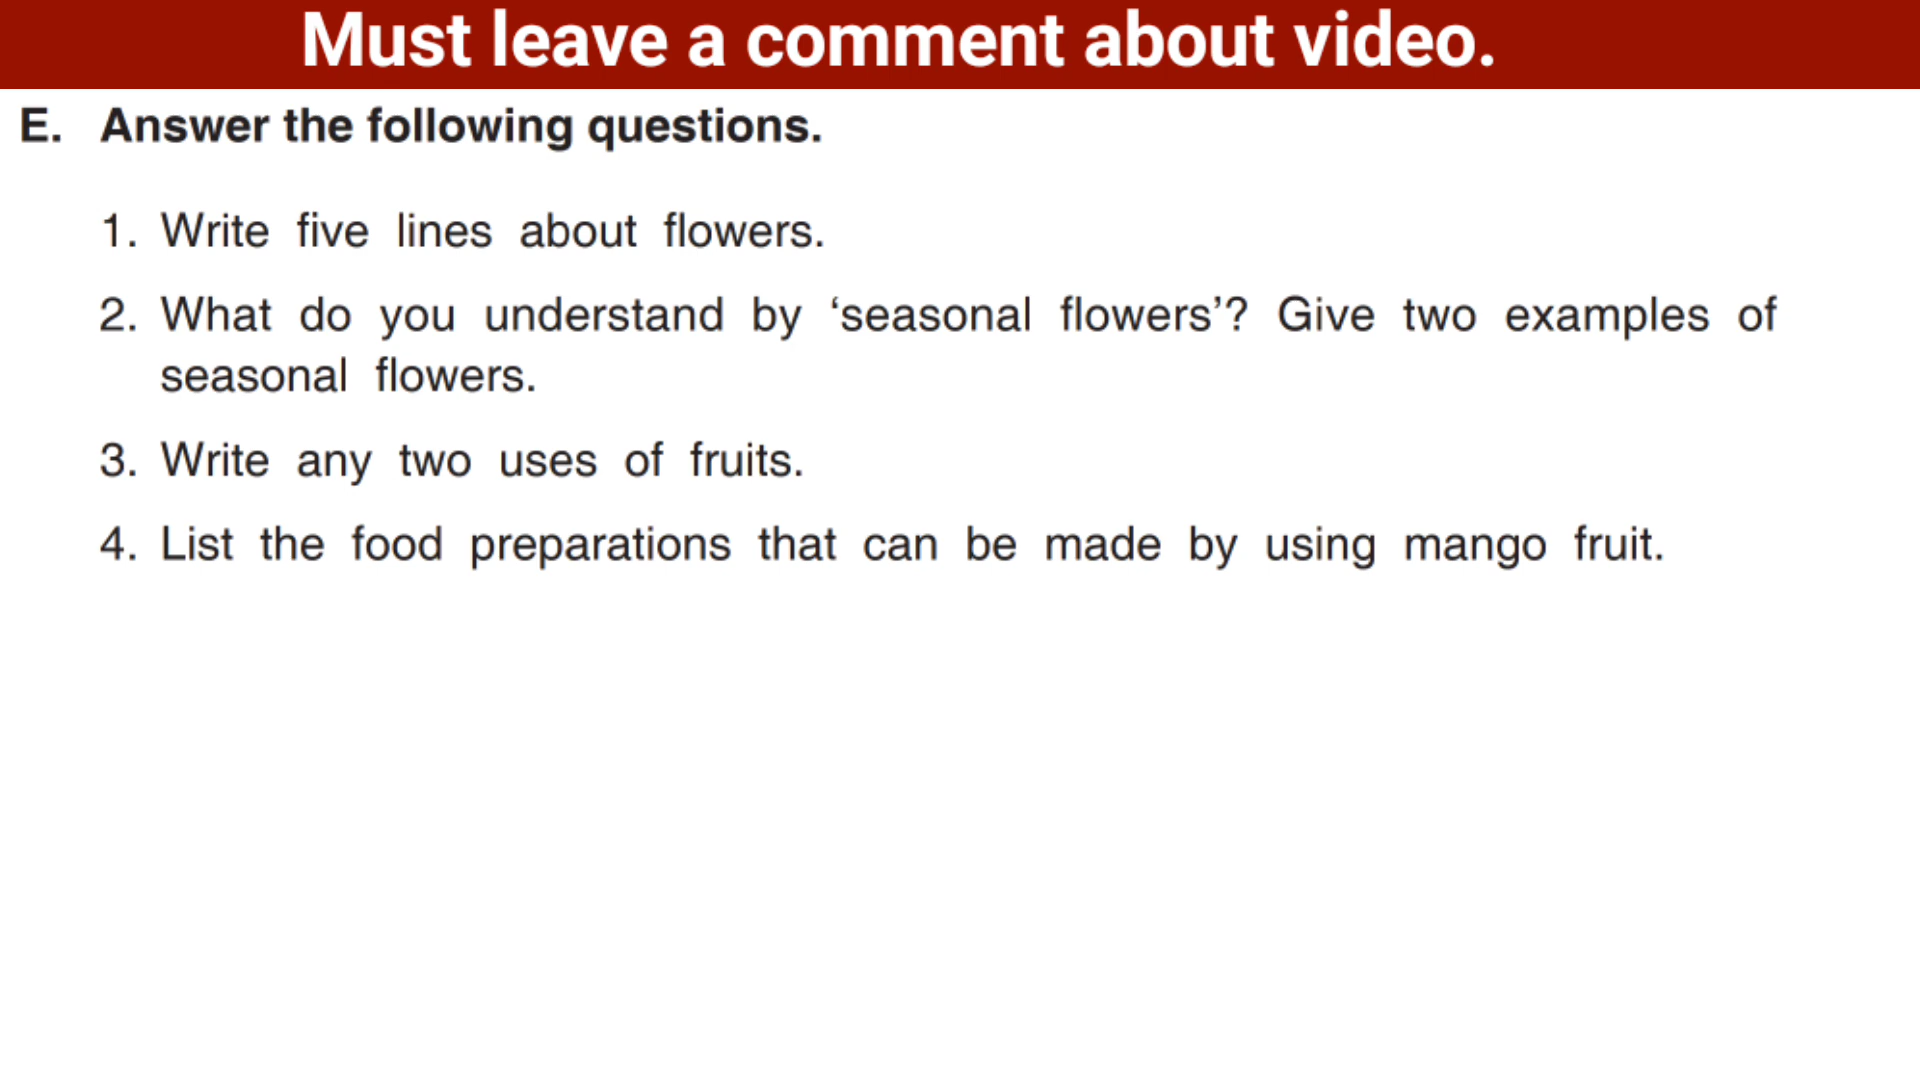 Must leave a comment about video.
E. Answer the following questions.
1. Write five lines about flowers.
2. What do you understand by ‘seasonal flowers’? Give two examples of
seasonal flowers.
3. Write any two uses of fruits.
4. List the food preparations that can be made by using mango fruit.